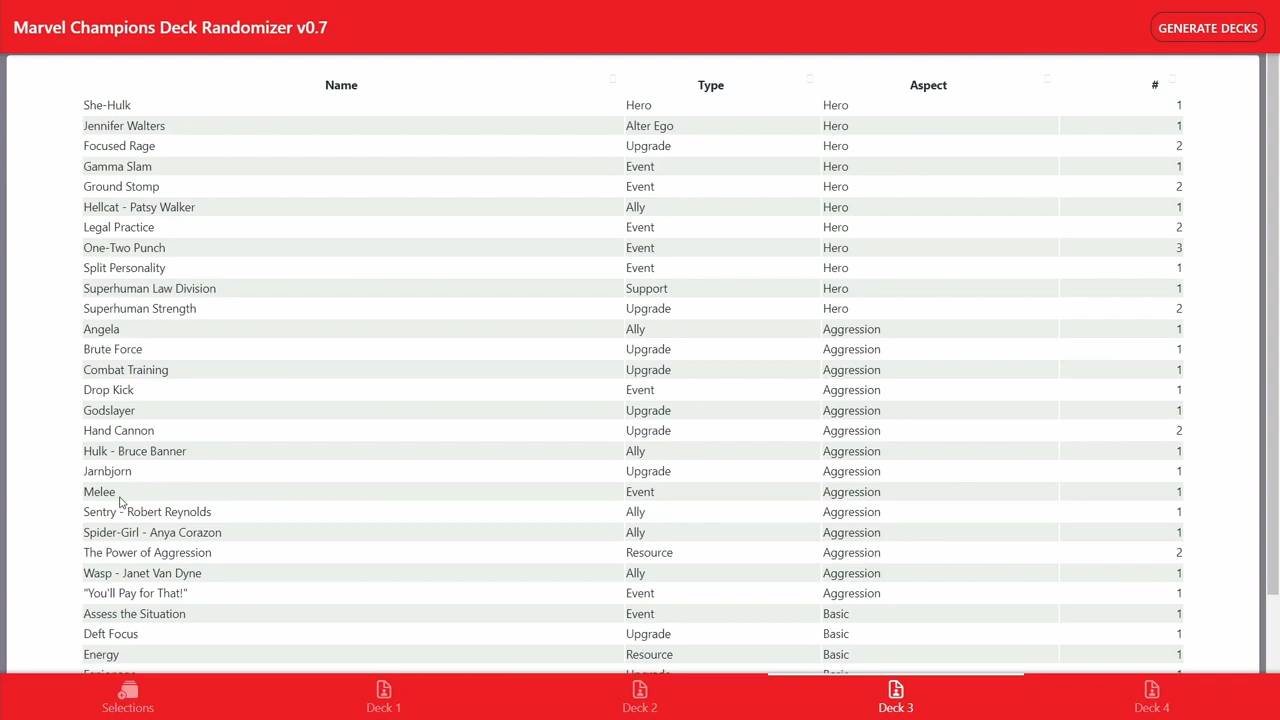 Marvel Champions Deck Randomizer v0.7 GENERATE DECKS
Name Type Aspect #
She-Hulk Hero Hero 1
Jennifer Walters Alter Ego Hero 1
Focused Rage Upgrade Hero 2
Gamma Slam Event Hero 1
Ground Stomp Event Hero 2
Hellcat - Patsy Walker Ally Hero 1
Legal Practice Event Hero 2
One-Two Punch Event Hero 3
Split Personality Event Hero 1
Superhuman Law Division Support Hero 1
Superhuman Strength Upgrade Hero 2
Angela Ally Aggression 1
Brute Force Upgrade Aggression 1
Combat Training Upgrade Aggression 1
Drop Kick Event Aggression 1
Godslayer Upgrade Aggression 1
Hand Cannon Upgrade Aggression 2
Hulk - Bruce Banner Ally Aggression 1
Jarnbjorn Upgrade Aggression 1
Melee Event Aggression 1
Sentry - Robert Reynolds Ally Aggression 1
Spider-Girl - Anya Corazon Ally Aggression 1
The Power of Aggression Resource Aggression 2
Wasp - Janet Van Dyne Ally Aggression 1
"You'll Pay for That!" Event Aggression 1
Assess the Situation Event Basic 1
Deft Focus Upgrade Basic 1
Energy Resource Basic 1
Selections Deck 1 Deck 2 Deck 3 Deck 4